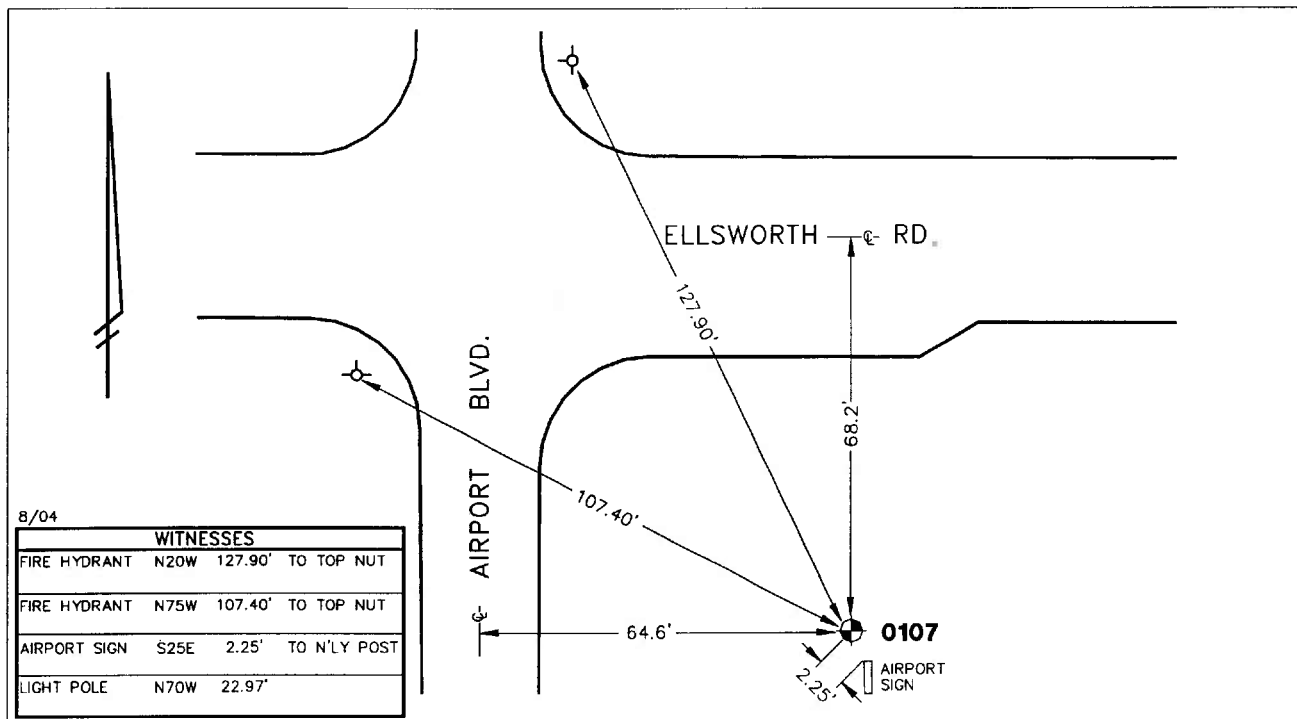 ELLSWORTH ℄ RD.
127.90'
68.2'
℄ AIRPORT BLVD.
107.40'
64.6'
0107
2.25'
AIRPORT
SIGN
8/04
WITNESSES
FIRE HYDRANT N20W 127.90' TO TOP NUT
FIRE HYDRANT N75W 107.40' TO TOP NUT
AIRPORT SIGN S25E 2.25' TO N'LY POST
LIGHT POLE N70W 22.97'